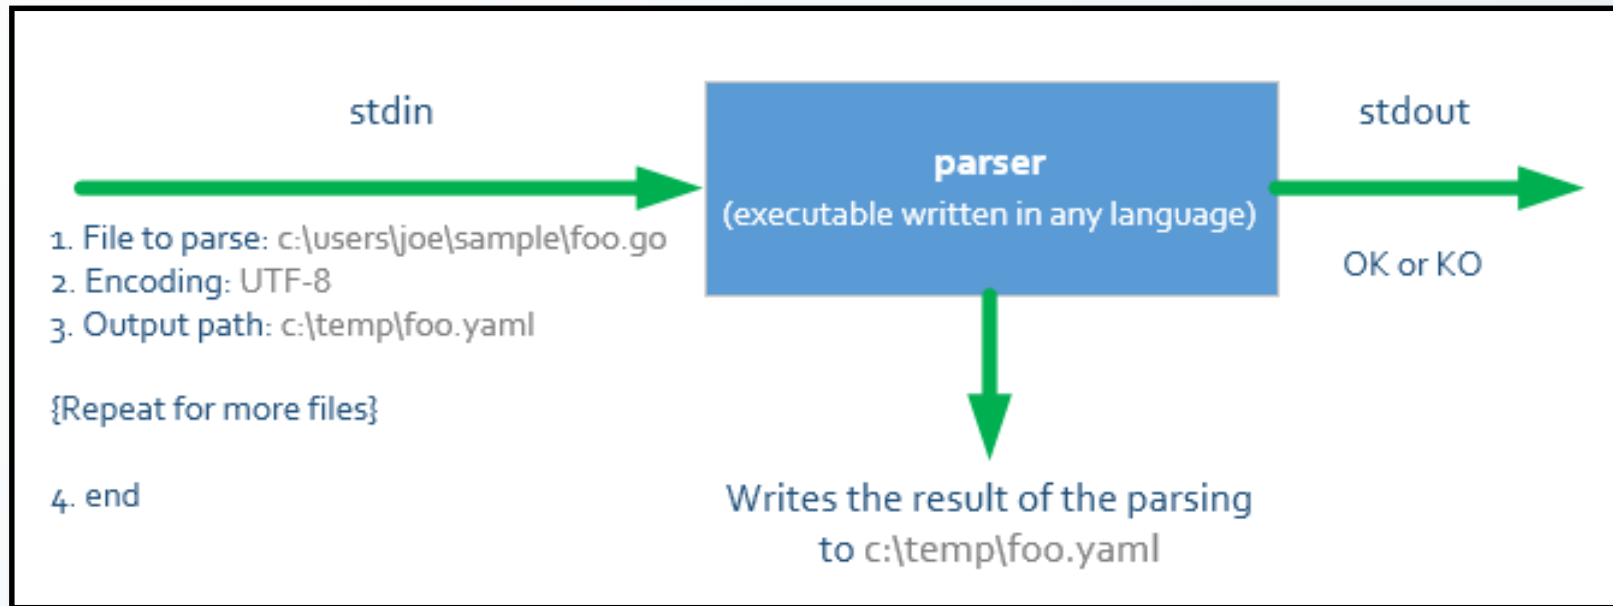 stdin
1. File to parse: c:\users\joe\sample\foo.go
2. Encoding: UTF-8
3. Output path: c:\temp\foo.yaml
{Repeat for more files}
4. end
parser
(executable written in any language)
stdout
OK or KO
Writes the result of the parsing
to c:\temp\foo.yaml